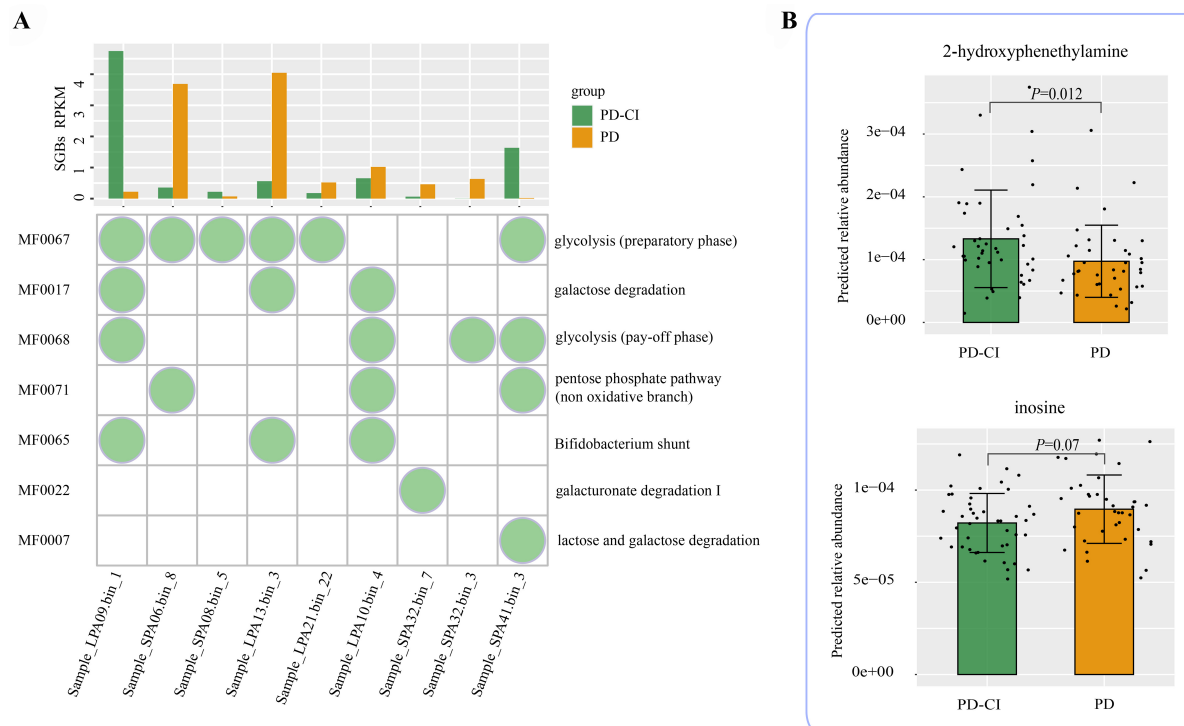 A
SGBs RPKM
4
3
2
1
0
group
PD-CI
PD
MF0067
glycolysis (preparatory phase)
MF0017
galactose degradation
MF0068
glycolysis (pay-off phase)
MF0071
pentose phosphate pathway
(non oxidative branch)
MF0065
Bifidobacterium shunt
MF0022
galacturonate degradation I
MF0007
lactose and galactose degradation
Sample_LPA09.bin_1
Sample_SPA06.bin_8
Sample_SPA08.bin_5
Sample_LPA13.bin_3
Sample_LPA21.bin_22
Sample_LPA10.bin_4
Sample_SPA32.bin_7
Sample_SPA32.bin_3
Sample_SPA41.bin_3
B
2-hydroxyphenethylamine
P=0.012
Predicted relative abundance
3e−04
2e−04
1e−04
0e+00
PD-CI
PD
inosine
P=0.07
Predicted relative abundance
1e−04
5e−05
0e+00
PD-CI
PD